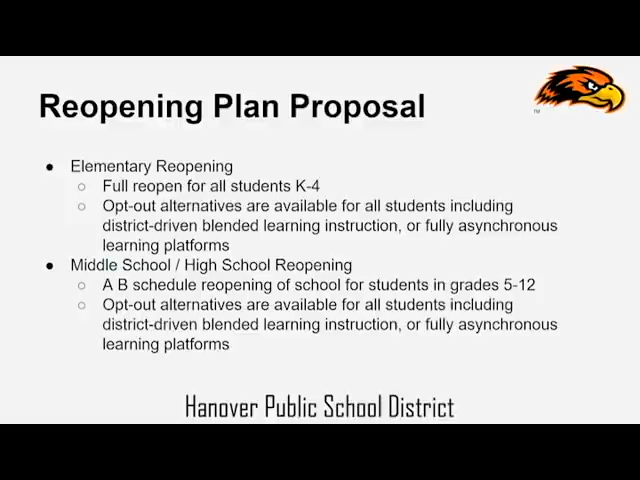 Reopening Plan Proposal
TM
● Elementary Reopening
○ Full reopen for all students K-4
○ Opt-out alternatives are available for all students including
district-driven blended learning instruction, or fully asynchronous
learning platforms
● Middle School / High School Reopening
○ A B schedule reopening of school for students in grades 5-12
○ Opt-out alternatives are available for all students including
district-driven blended learning instruction, or fully asynchronous
learning platforms
Hanover Public School District